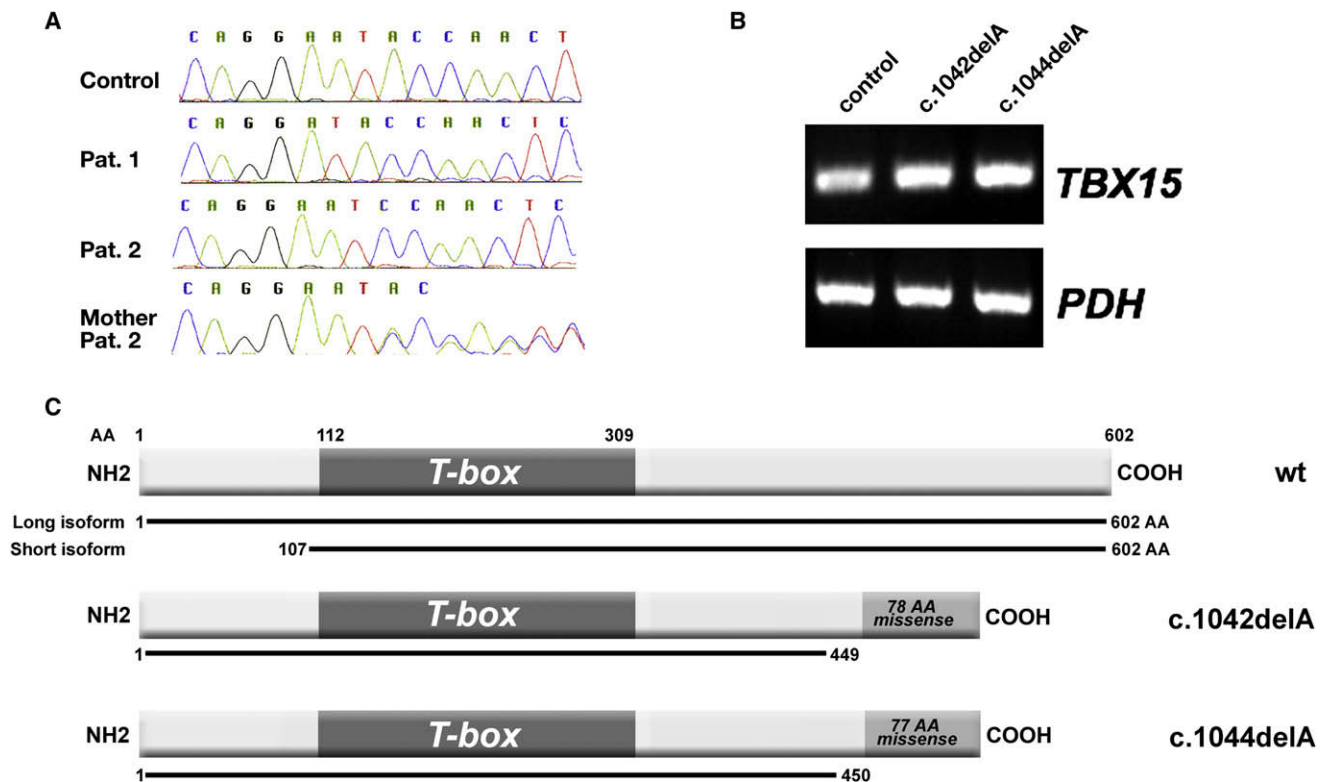 A
C A G G A A T A C C A A C T
Control
C A G G A T A C C A A C T C
Pat. 1
C A G G A A T C C A A C T C
Pat. 2
C A G G A A T A C
Mother
Pat. 2
B
control
c.1042delA
c.1044delA
TBX15
PDH
C
AA 1 112 309 602
NH2 T-box COOH wt
Long isoform 1 602 AA
Short isoform 107 602 AA
NH2 T-box 78 AA missense COOH c.1042delA
1 449
NH2 T-box 77 AA missense COOH c.1044delA
1 450